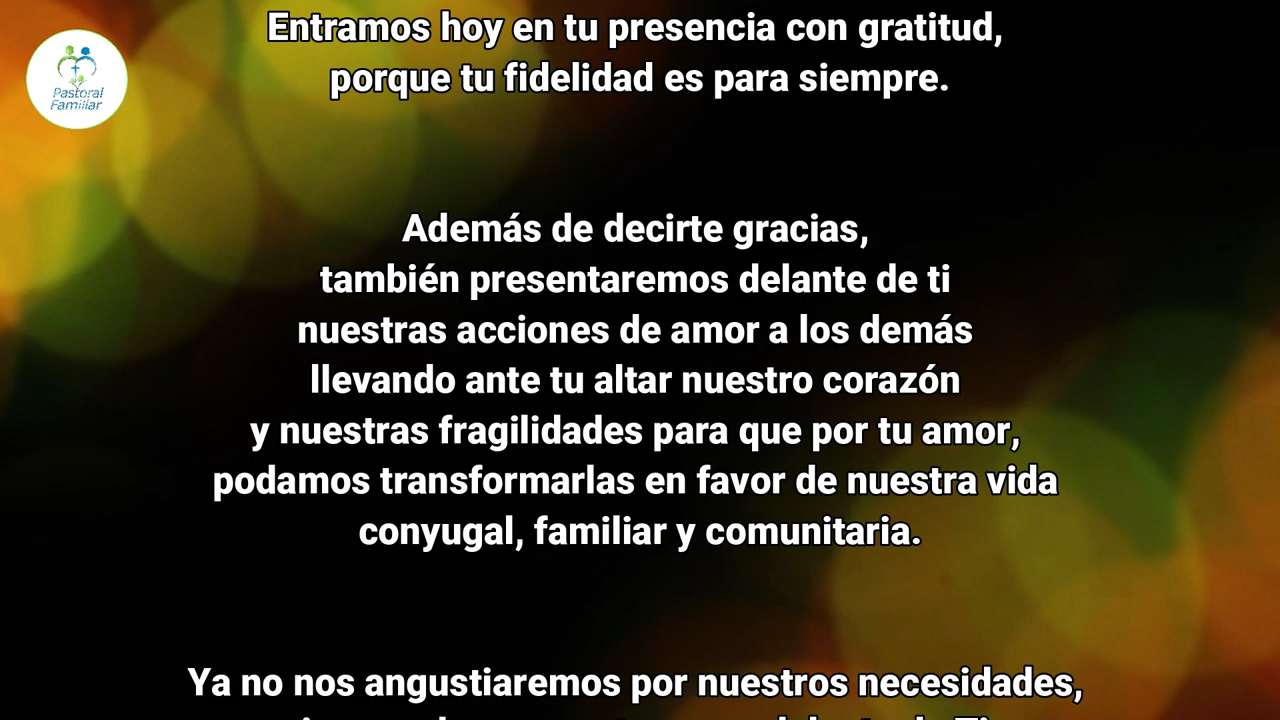 Entramos hoy en tu presencia con gratitud,
porque tu fidelidad es para siempre.
Pastoral
Familiar
Además de decirte gracias,
también presentaremos delante de ti
nuestras acciones de amor a los demás
llevando ante tu altar nuestro corazón
y nuestras fragilidades para que por tu amor,
podamos transformarlas en favor de nuestra vida
conyugal, familiar y comunitaria.
Ya no nos angustiaremos por nuestros necesidades,